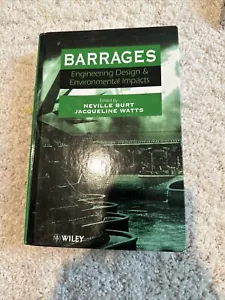 BARRAGES
Engineering Design &
Environmental Impacts
Edited by
NEVILLE BURT
JACQUELINE WATTS
WILEY